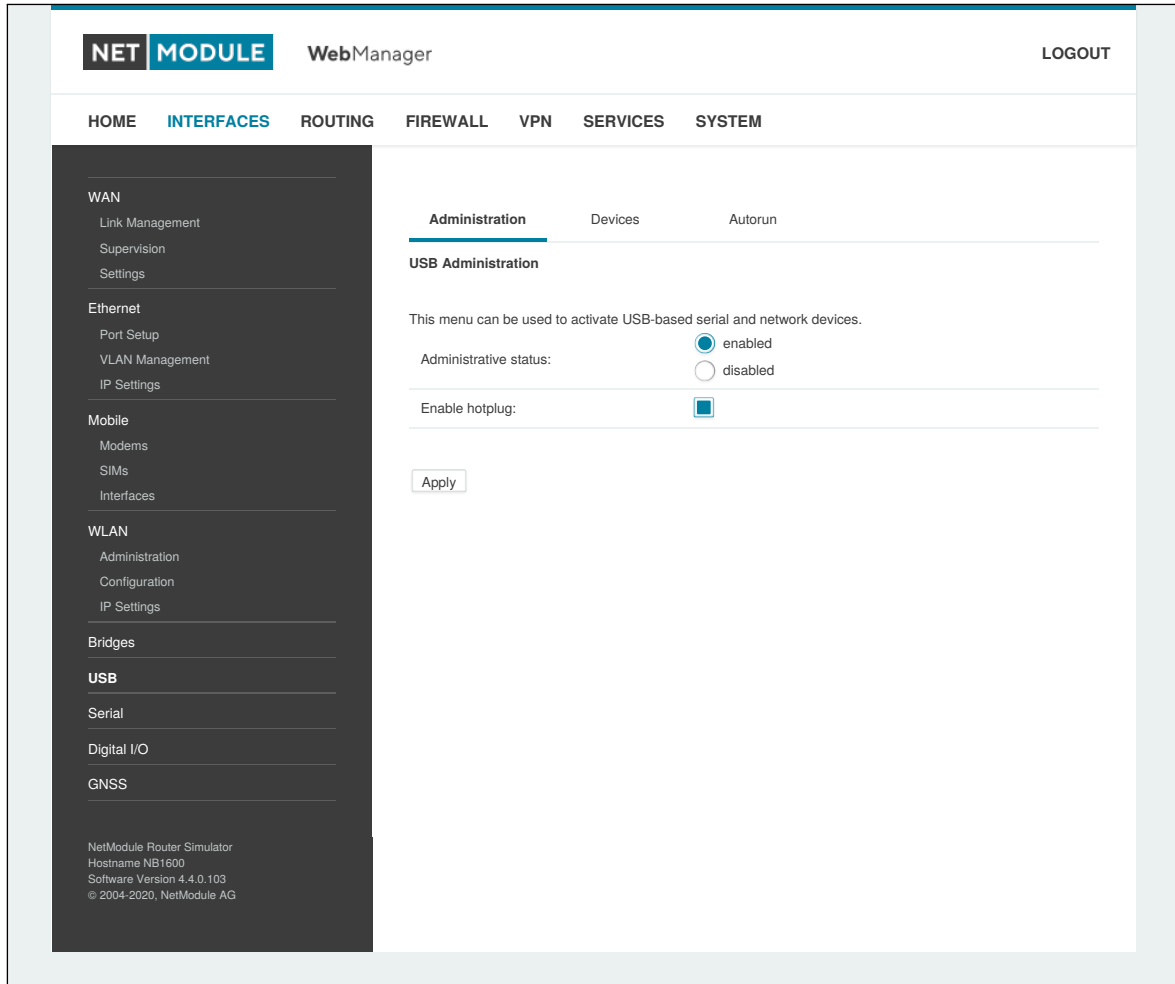 NET MODULE WebManager LOGOUT
HOME INTERFACES ROUTING FIREWALL VPN SERVICES SYSTEM
WAN
Link Management
Supervision
Settings
Ethernet
Port Setup
VLAN Management
IP Settings
Mobile
Modems
SIMs
Interfaces
WLAN
Administration
Configuration
IP Settings
Bridges
USB
Serial
Digital I/O
GNSS
NetModule Router Simulator
Hostname NB1600
Software Version 4.4.0.103
© 2004-2020, NetModule AG
Administration Devices Autorun
USB Administration
This menu can be used to activate USB-based serial and network devices.
Administrative status:
enabled
disabled
Enable hotplug:
Apply